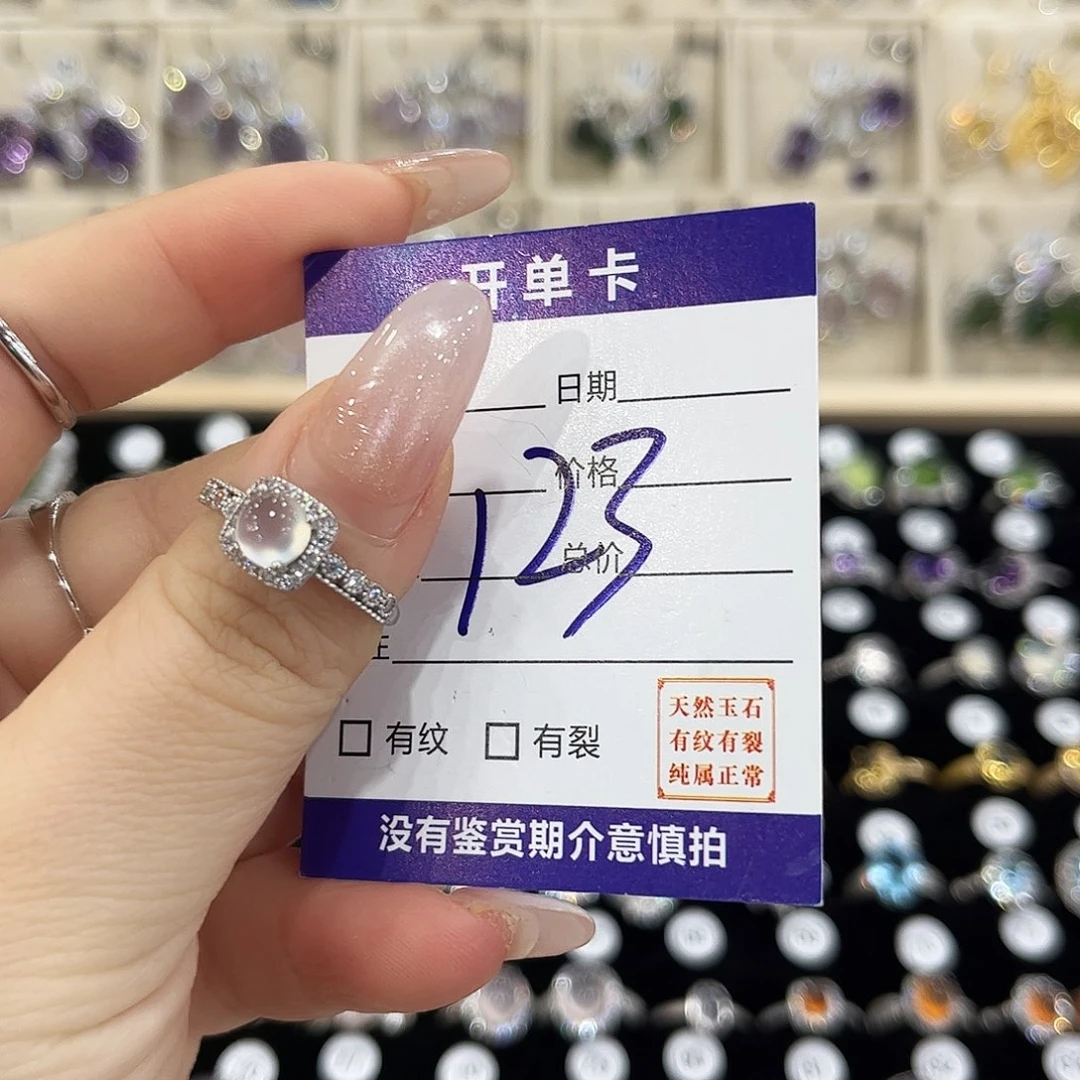 开单卡
日期
价格
123
总价
注
有纹 有裂
天然玉石
有纹有裂
纯属正常
没有鉴赏期介意慎拍